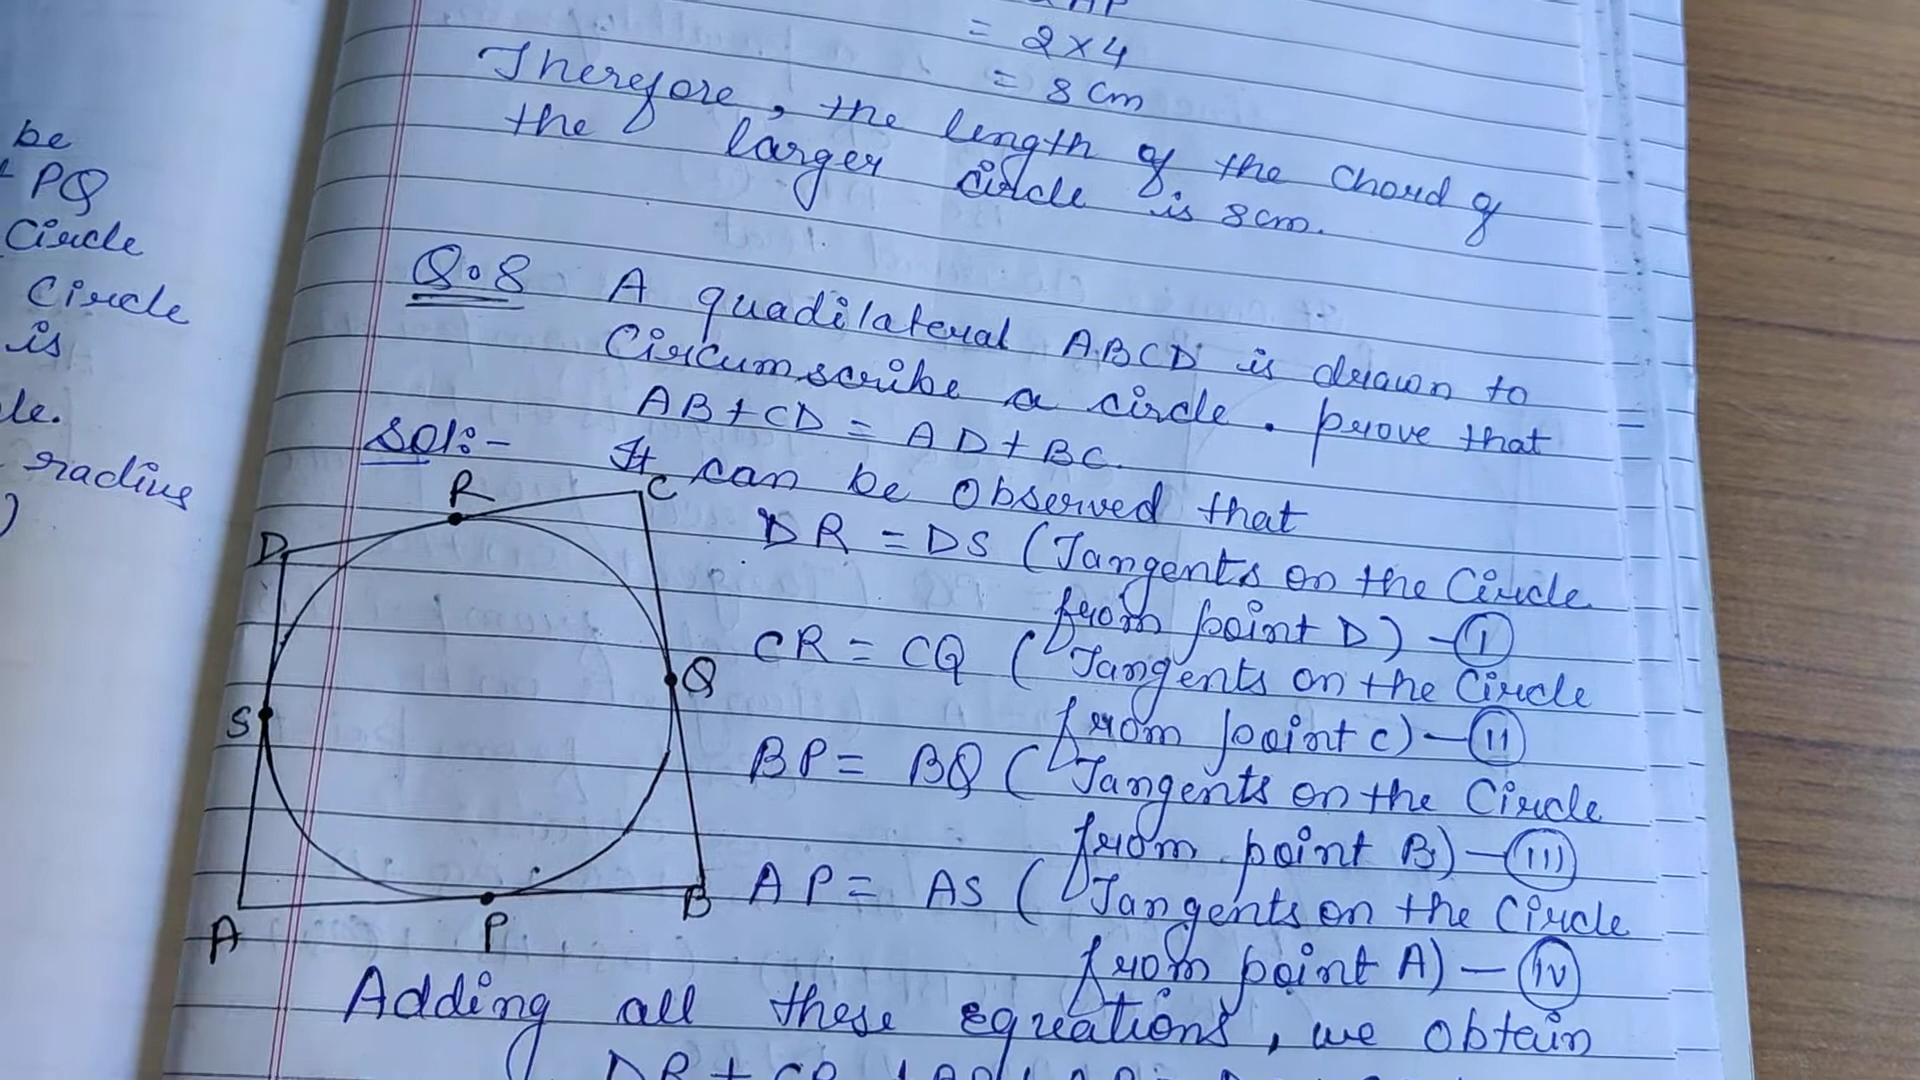 be
PQ
Circle
Circle
is
le.
radius
)
AP
= 2×4
= 8 cm
Therefore, the length of the chord of
the larger circle is 8cm.
Q.8 A quadilateral ABCD is drawn to
Circumscribe a circle. prove that
AB+CD = AD+BC.
Sol:- It can be observed that
DR = DS (Tangents on the Circle
from point D) - (I)
CR = CQ (Tangents on the Circle
from point C) - (II)
BP = BQ (Tangents on the Circle
from point B) - (III)
AP = AS (Tangents on the Circle
from point A) - (IV)
R
C
D
Q
S
A
P
B
Adding all these equations, we obtain
DR + CR